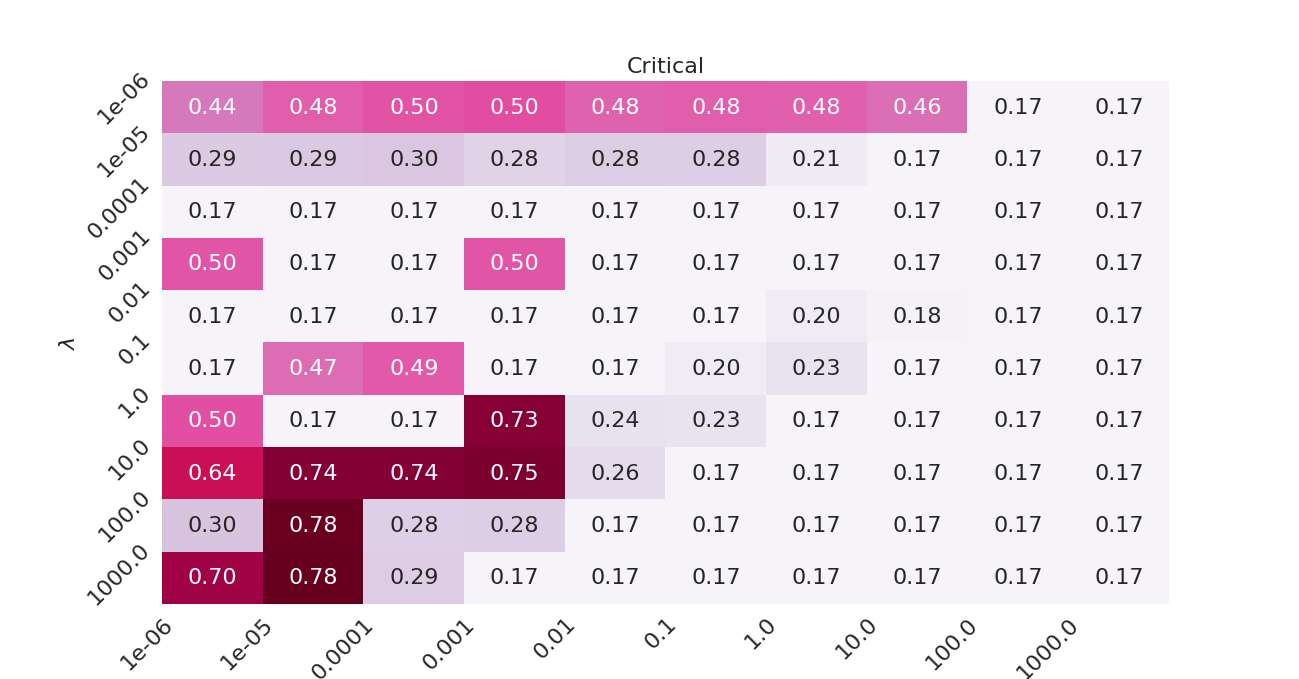 Critical
1e-06 0.44 0.48 0.50 0.50 0.48 0.48 0.48 0.46 0.17 0.17
1e-05 0.29 0.29 0.30 0.28 0.28 0.28 0.21 0.17 0.17 0.17
0.0001 0.17 0.17 0.17 0.17 0.17 0.17 0.17 0.17 0.17 0.17
0.001 0.50 0.17 0.17 0.50 0.17 0.17 0.17 0.17 0.17 0.17
0.01 0.17 0.17 0.17 0.17 0.17 0.17 0.20 0.18 0.17 0.17
λ
0.1 0.17 0.47 0.49 0.17 0.17 0.20 0.23 0.17 0.17 0.17
1.0 0.50 0.17 0.17 0.73 0.24 0.23 0.17 0.17 0.17 0.17
10.0 0.64 0.74 0.74 0.75 0.26 0.17 0.17 0.17 0.17 0.17
100.0 0.30 0.78 0.28 0.28 0.17 0.17 0.17 0.17 0.17 0.17
1000.0 0.70 0.78 0.29 0.17 0.17 0.17 0.17 0.17 0.17 0.17
1e-06 1e-05 0.0001 0.001 0.01 0.1 1.0 10.0 100.0 1000.0